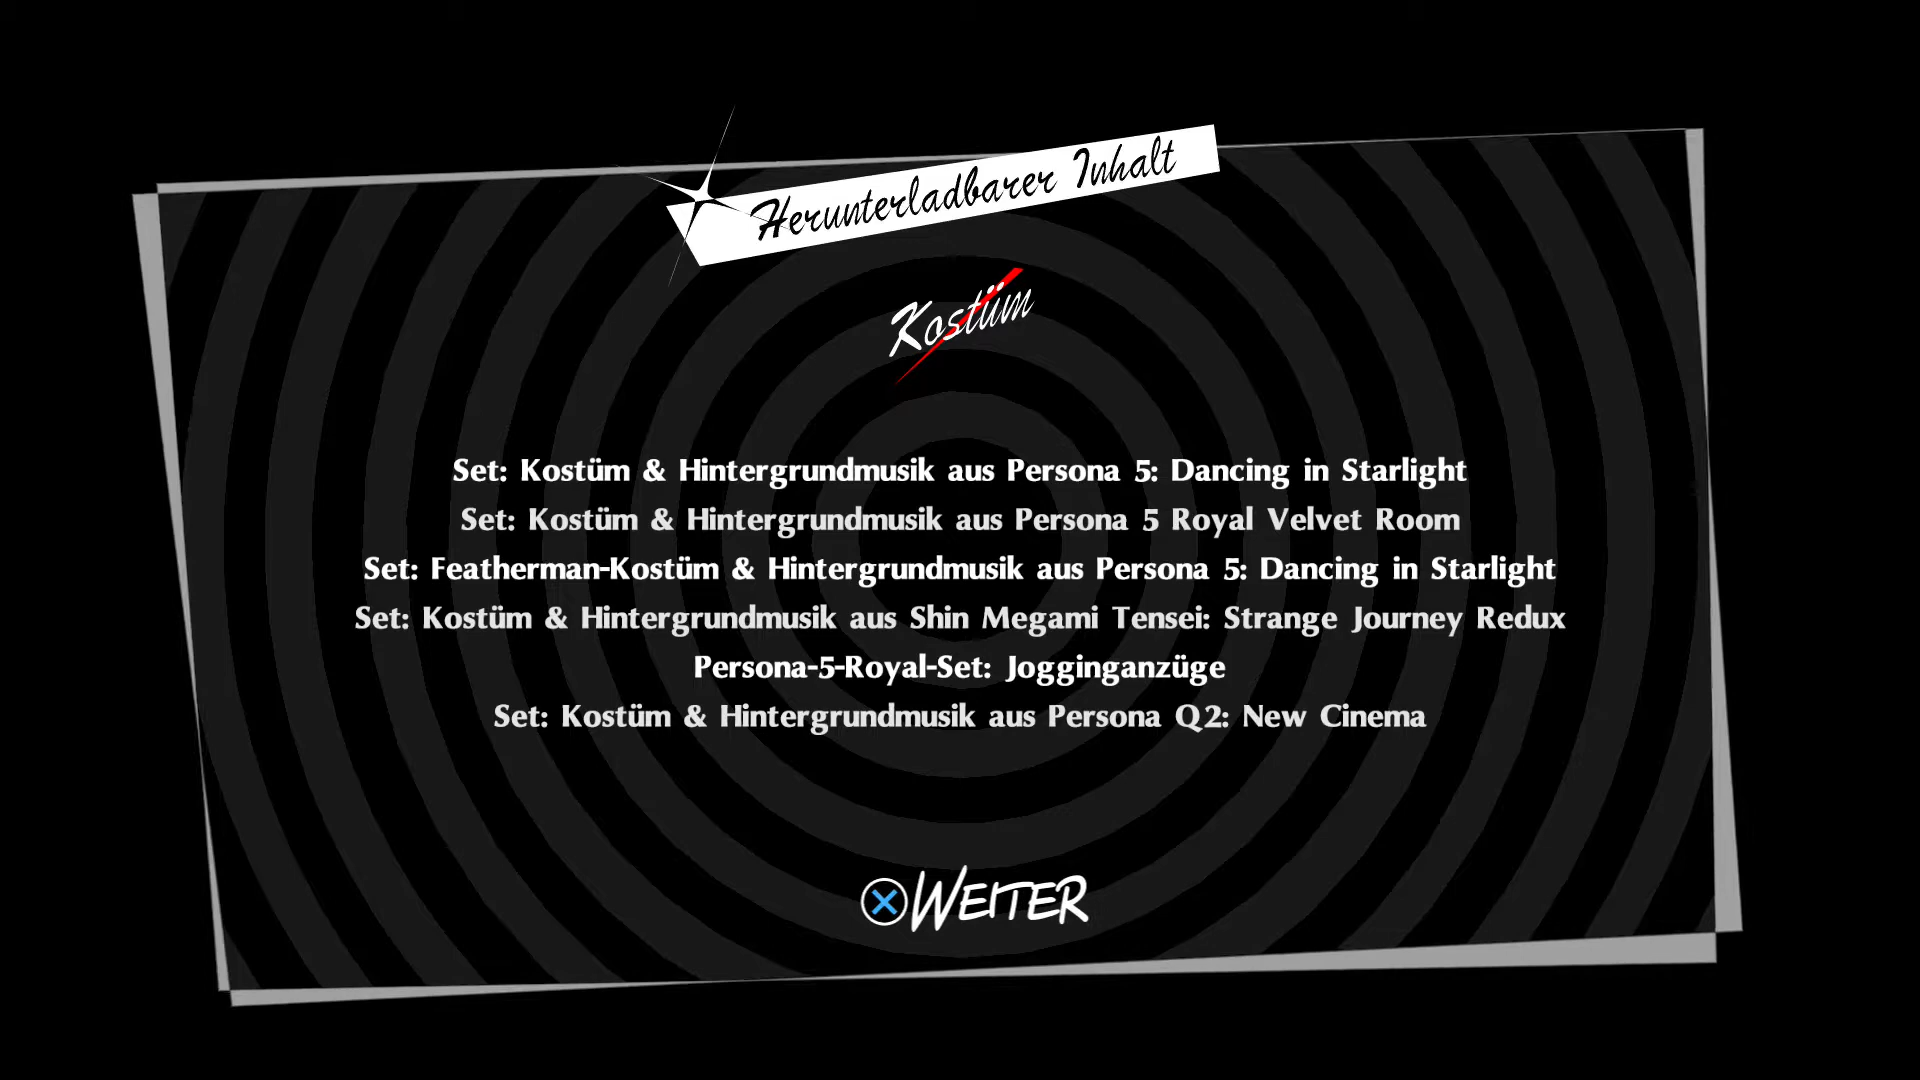 Herunterladbarer Inhalt
Kostüm
Set: Kostüm & Hintergrundmusik aus Persona 5: Dancing in Starlight
Set: Kostüm & Hintergrundmusik aus Persona 5 Royal Velvet Room
Set: Featherman-Kostüm & Hintergrundmusik aus Persona 5: Dancing in Starlight
Set: Kostüm & Hintergrundmusik aus Shin Megami Tensei: Strange Journey Redux
Persona-5-Royal-Set: Jogginganzüge
Set: Kostüm & Hintergrundmusik aus Persona Q2: New Cinema
WEITER